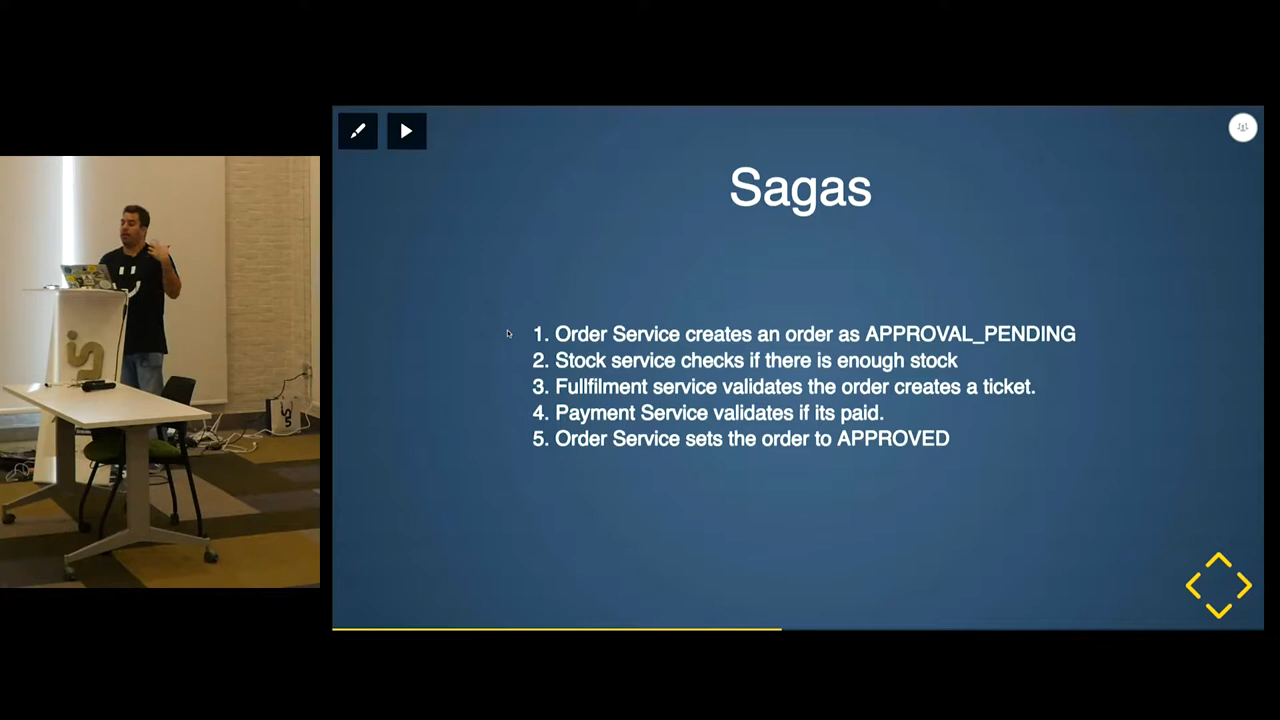 Sagas
1. Order Service creates an order as APPROVAL_PENDING
2. Stock service checks if there is enough stock
3. Fullfilment service validates the order creates a ticket.
4. Payment Service validates if its paid.
5. Order Service sets the order to APPROVED